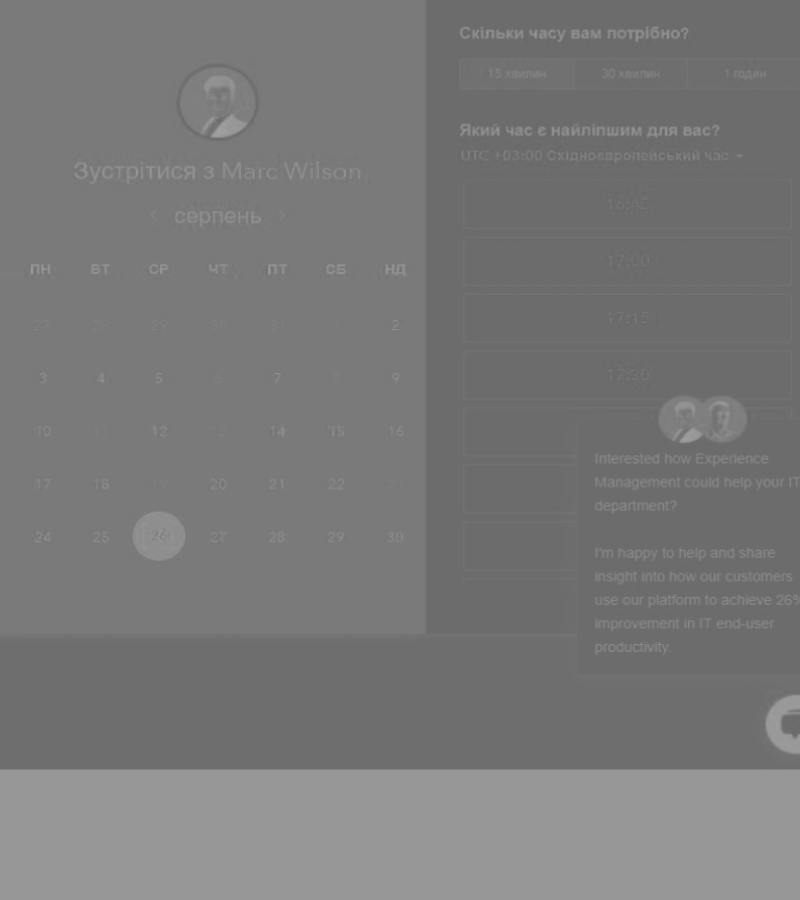 Зустрітися з Marc Wilson
серпень
ПН ВТ СР ЧТ ПТ СБ НД
27 28 29 30 31 1 2
3 4 5 6 7 8 9
10 11 12 13 14 15 16
17 18 19 20 21 22 23
24 25 26 27 28 29 30
Скільки часу вам потрібно?
15 хвилин 30 хвилин 1 годин
Який час є найліпшим для вас?
UTC +03:00 Східноєвропейський час
16:45
17:00
17:15
17:30
Interested how Experience
Management could help your IT
department?
I'm happy to help and share
insight into how our customers
use our platform to achieve 26%
improvement in IT end-user
productivity.